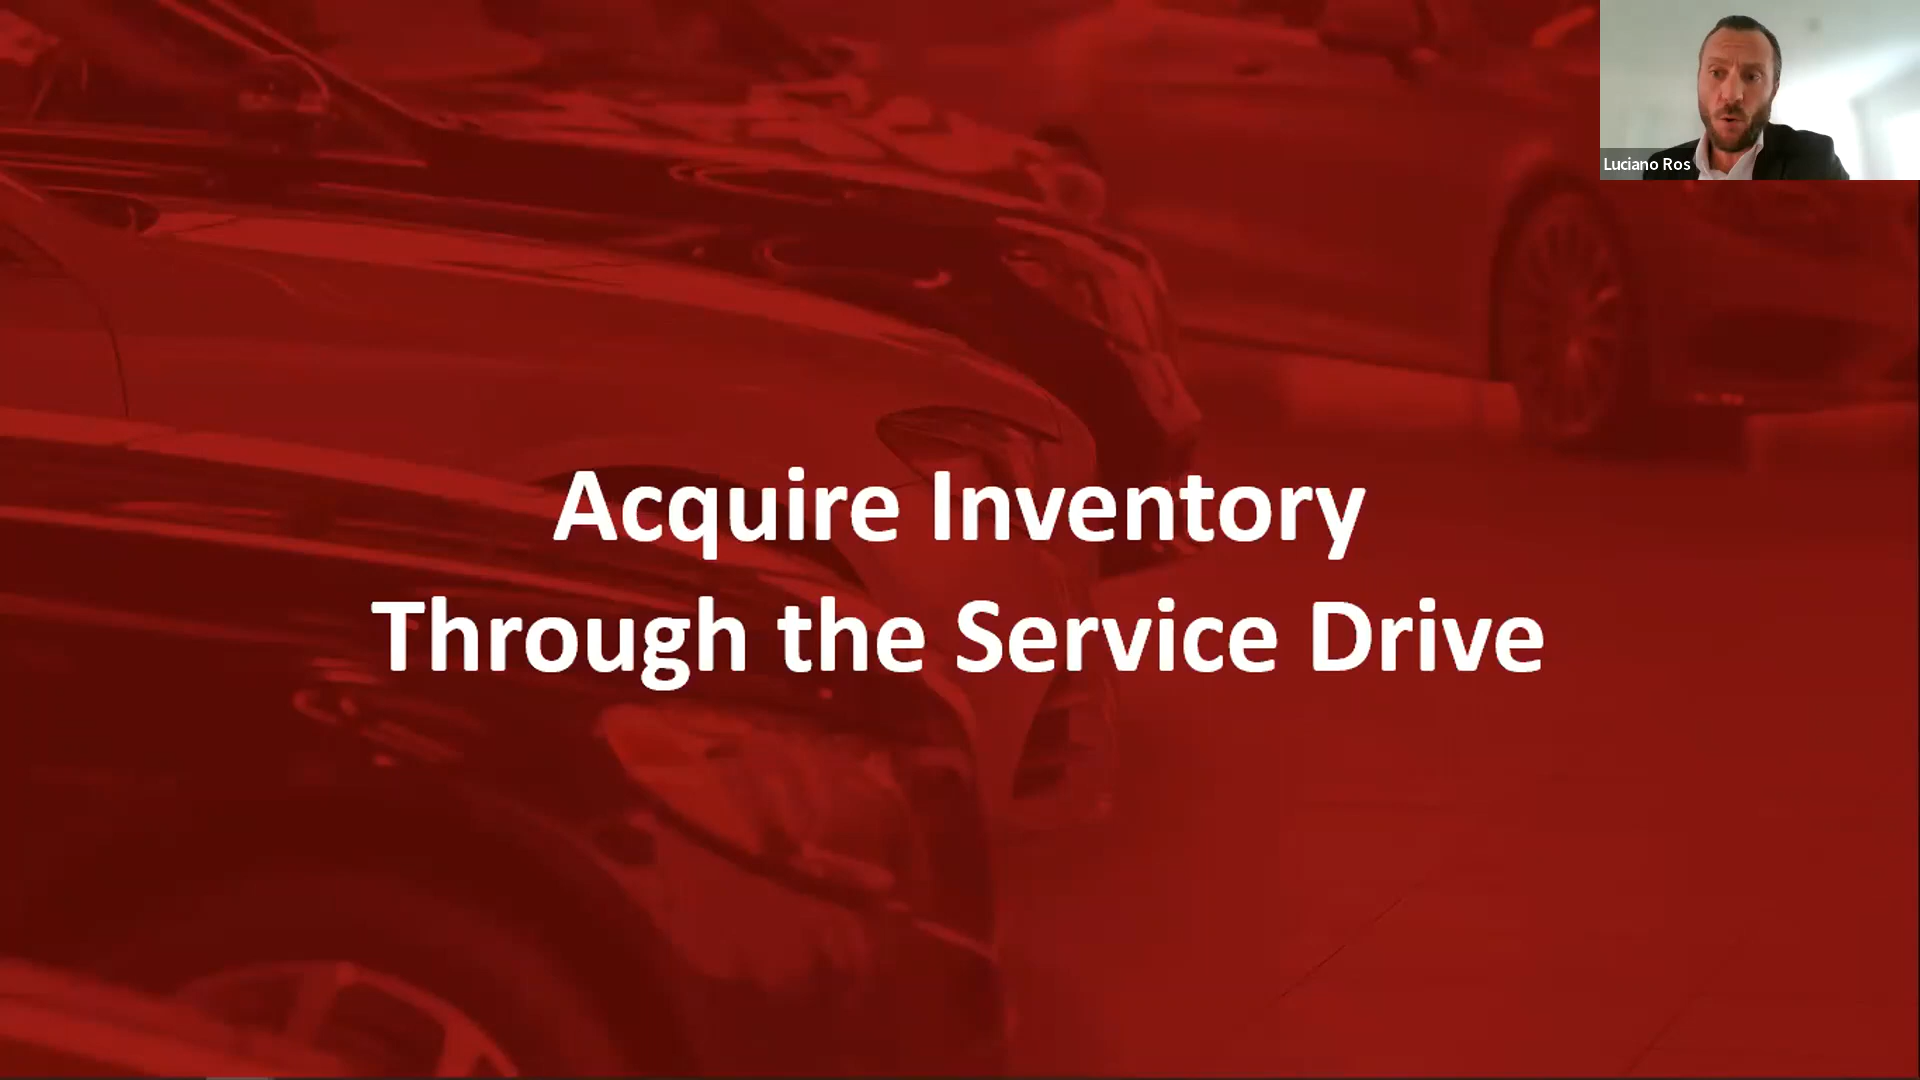 Luciano Ros
Acquire Inventory
Through the Service Drive